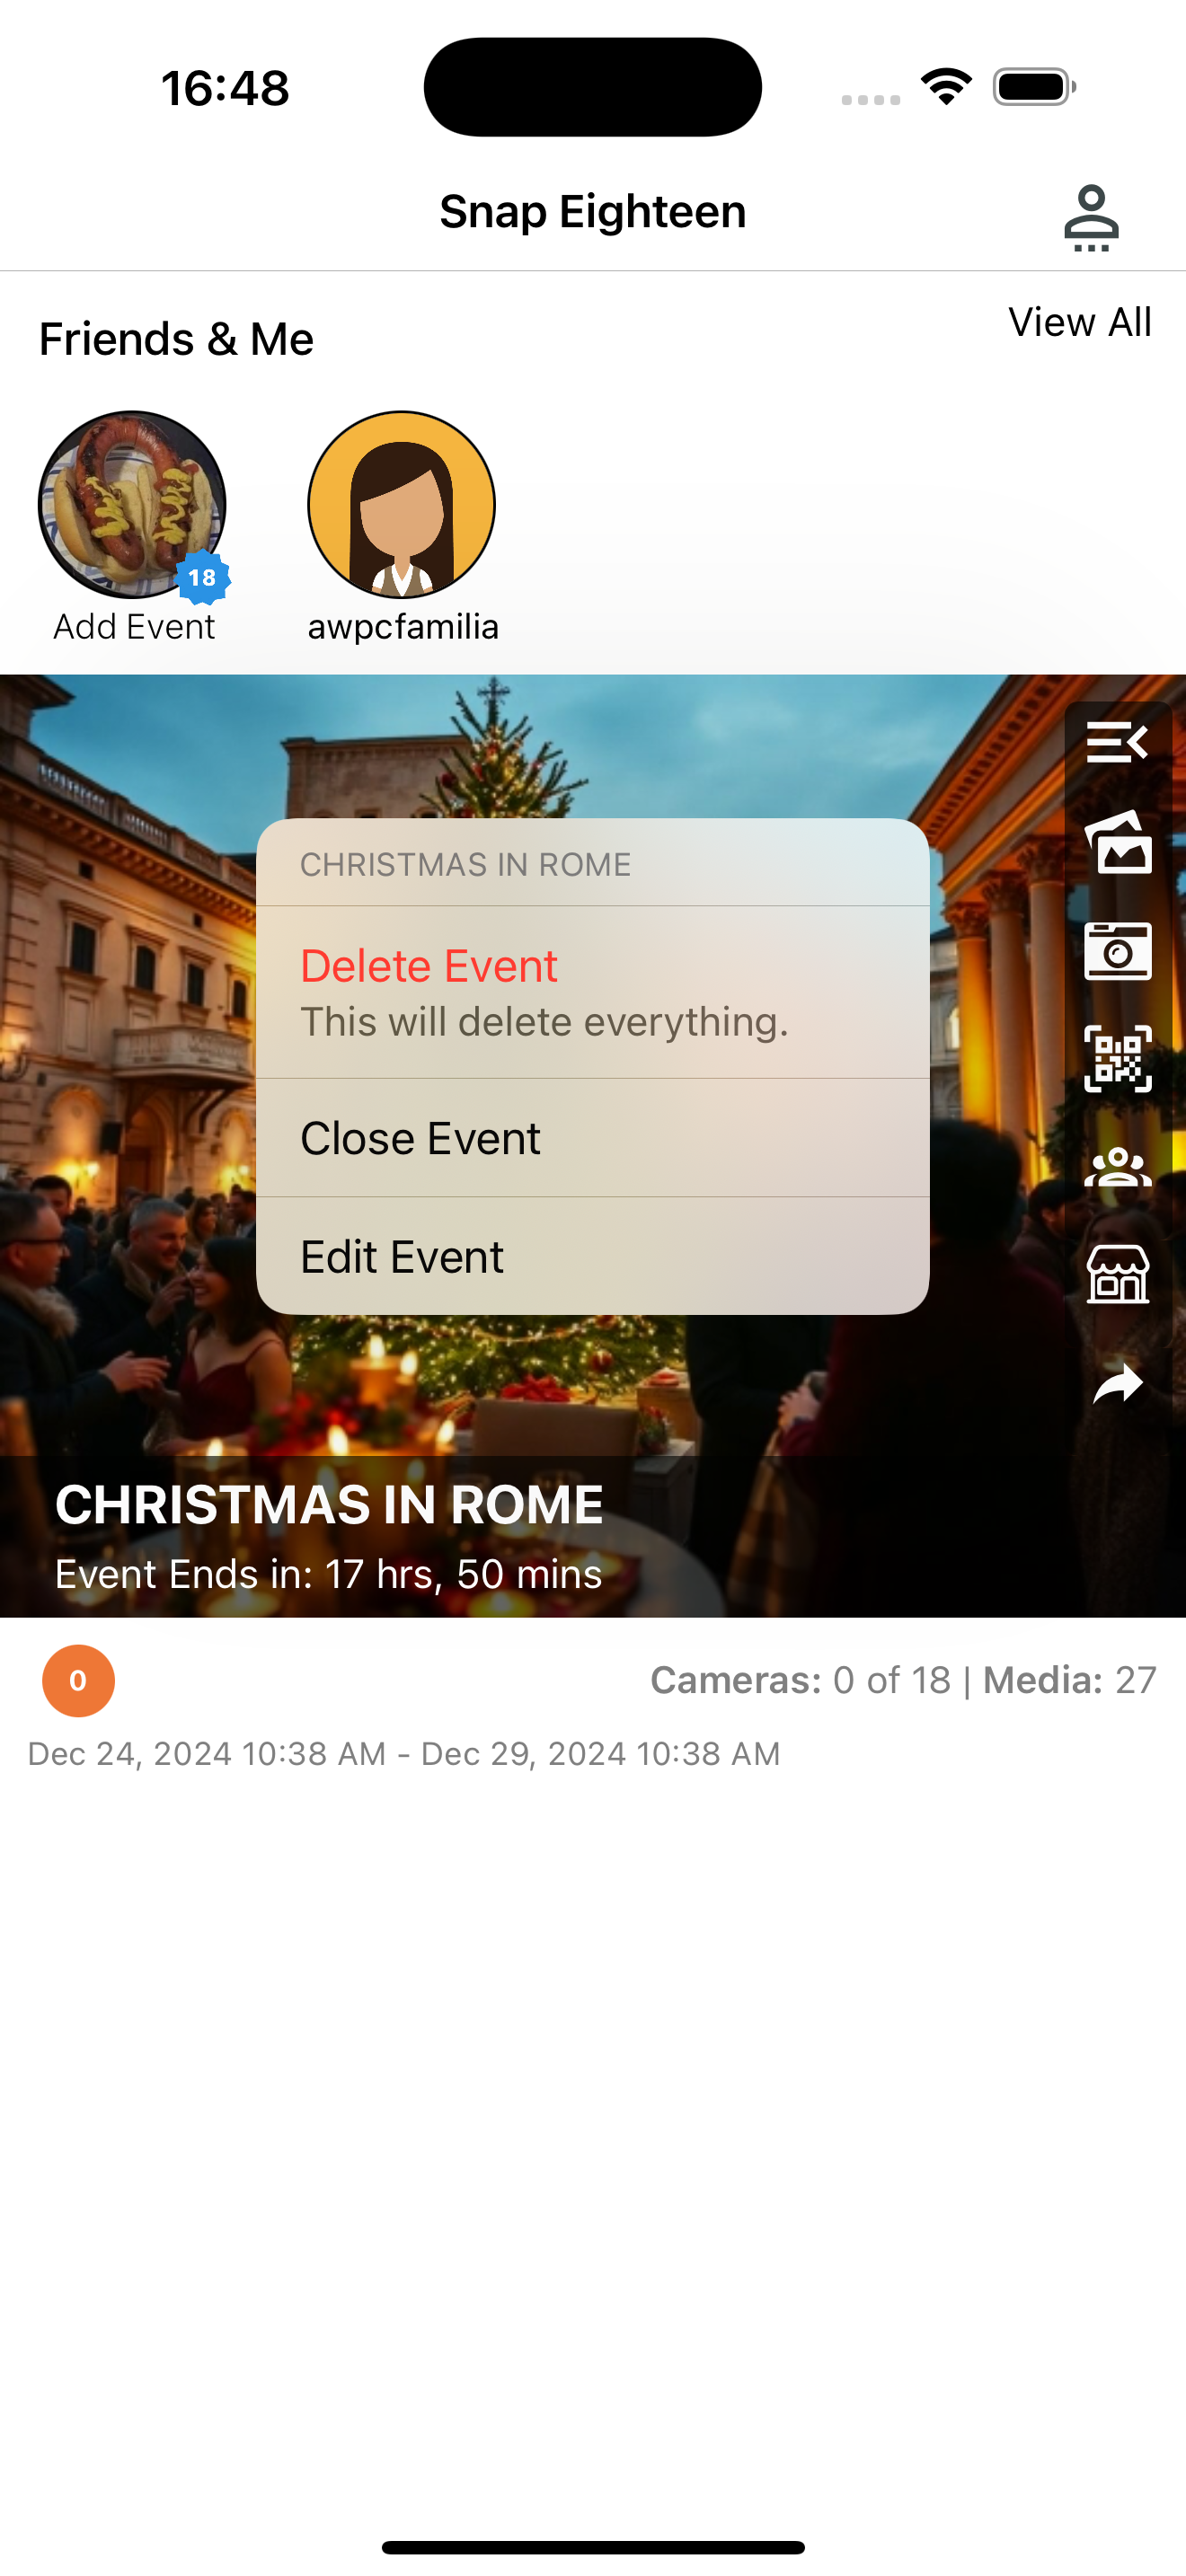 16:48
Snap Eighteen
Friends & Me
View All
18
Add Event
awpcfamilia
CHRISTMAS IN ROME
Delete Event
This will delete everything.
Close Event
Edit Event
CHRISTMAS IN ROME
Event Ends in: 17 hrs, 50 mins
0
Cameras: 0 of 18 | Media: 27
Dec 24, 2024 10:38 AM - Dec 29, 2024 10:38 AM